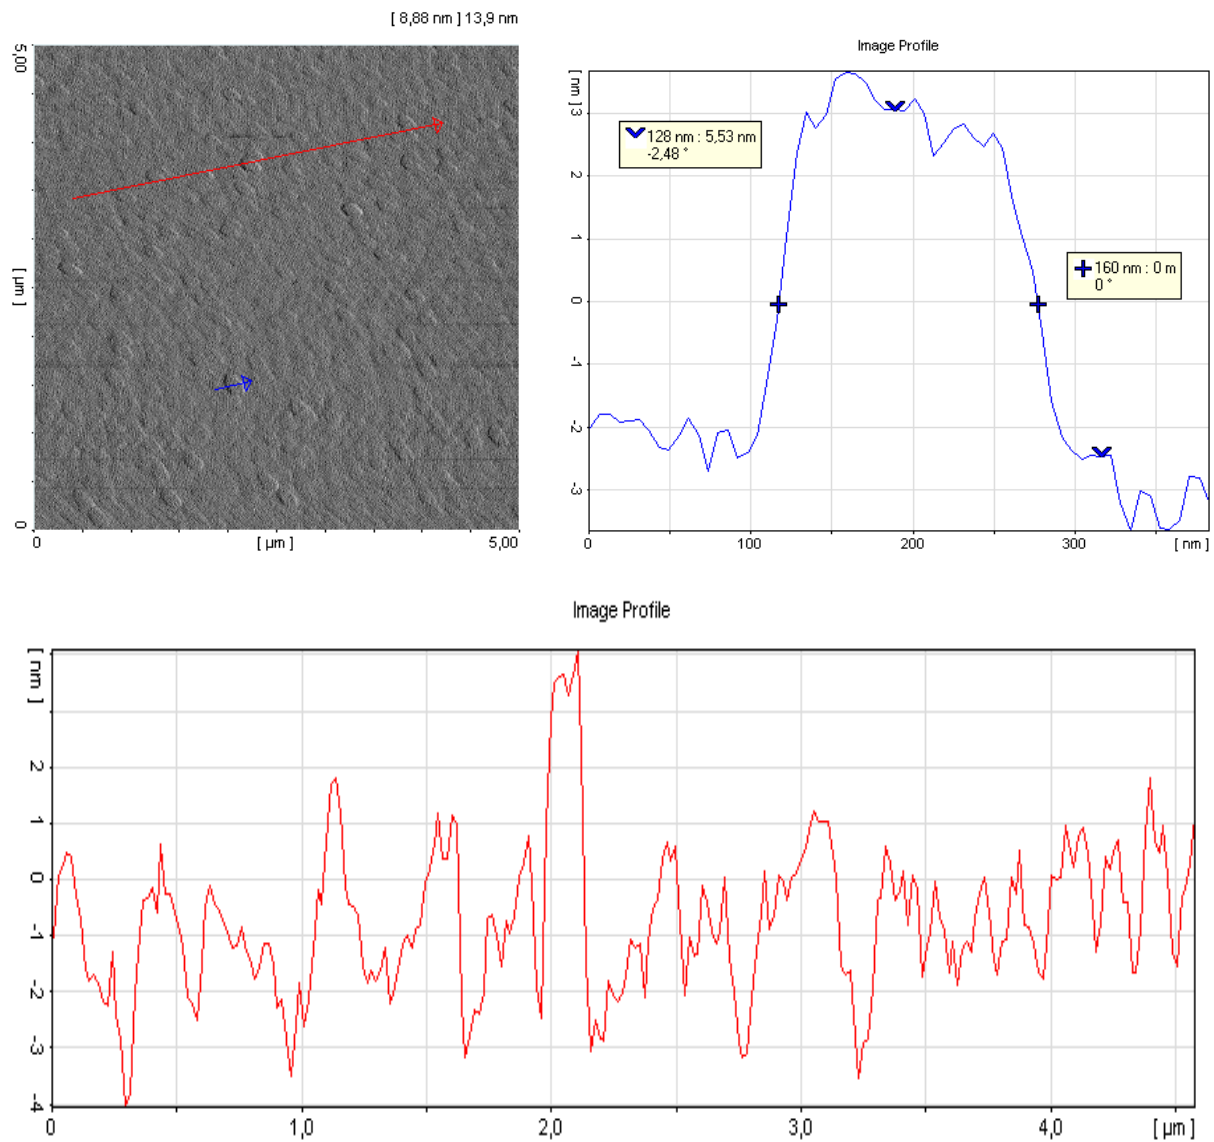 [ 8,88 nm ] 13,9 nm
5,00
[ µm ]
0
0
[ µm ]
5,00
Image Profile
[ nm ]
3
2
1
0
-1
-2
-3
128 nm : 5,53 nm
-2,48 °
160 nm : 0 m
0 °
0
100
200
300
[ nm ]
Image Profile
[ nm ]
2
1
0
-1
-2
-3
-4
0
1,0
2,0
3,0
4,0
[ µm ]